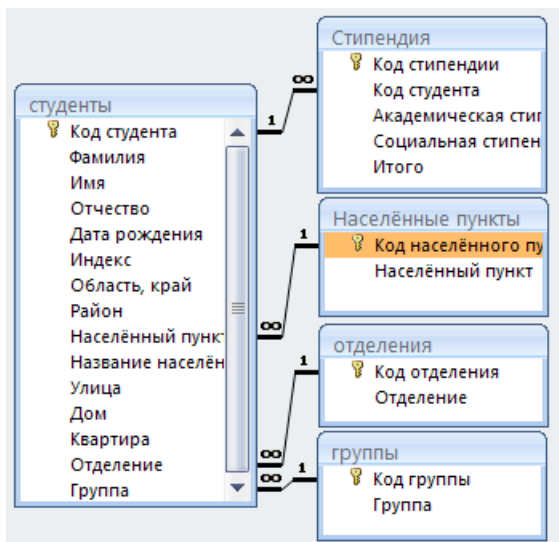 студенты
Код студента
Фамилия
Имя
Отчество
Дата рождения
Индекс
Область, край
Район
Населённый пункт
Название населён
Улица
Дом
Квартира
Отделение
Группа
1
∞
∞
1
∞
1
∞
1
Стипендия
Код стипендии
Код студента
Академическая стип
Социальная стипен
Итого
Населённые пункты
Код населённого пу
Населённый пункт
отделения
Код отделения
Отделение
группы
Код группы
Группа